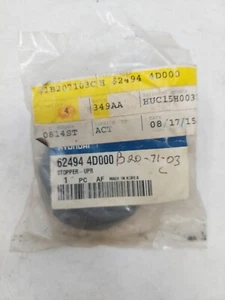 62494 4D000
349AA
HUC15H003
0814ST
ACT
08/17/15
HYUNDAI
62494 4D000 B20-71-03
C
STOPPER-UPR
1 PC AF MADE IN KOREA